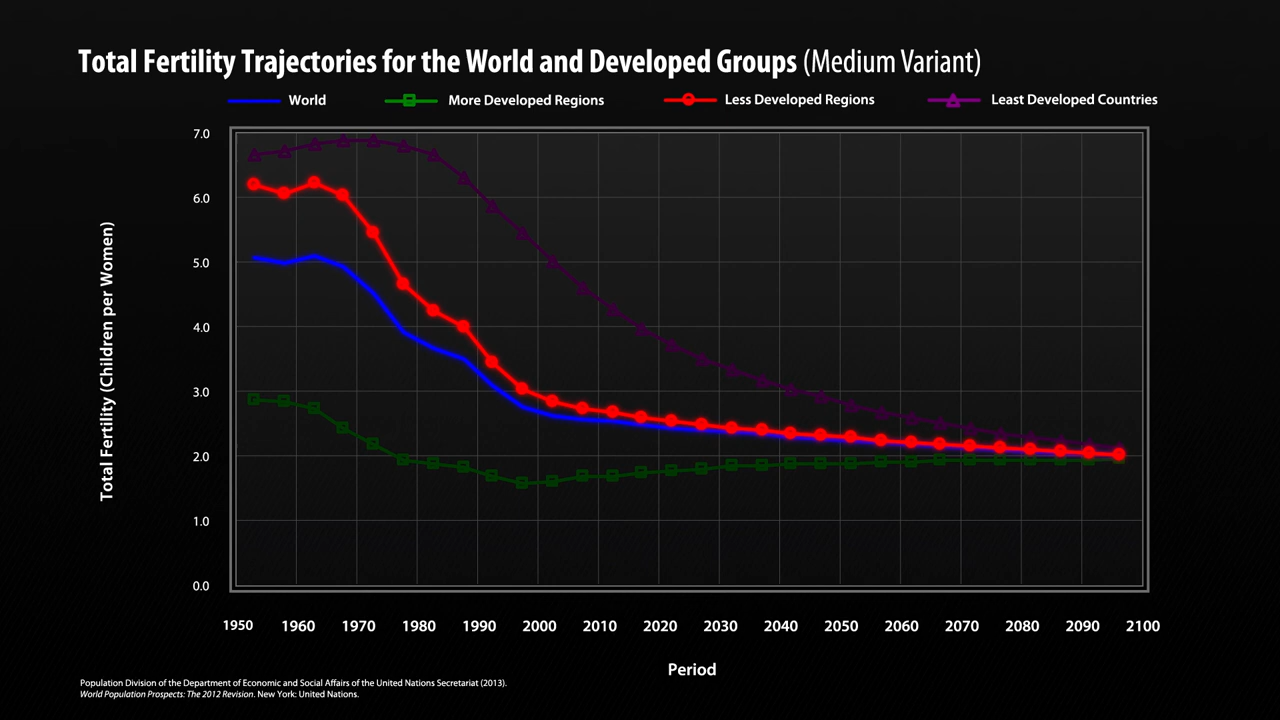 Total Fertility Trajectories for the World and Developed Groups (Medium Variant)
World More Developed Regions Less Developed Regions Least Developed Countries
7.0
6.0
5.0
4.0
3.0
2.0
1.0
0.0
Total Fertility (Children per Women)
1950 1960 1970 1980 1990 2000 2010 2020 2030 2040 2050 2060 2070 2080 2090 2100
Period
Population Division of the Department of Economic and Social Affairs of the United Nations Secretariat (2013).
World Population Prospects: The 2012 Revision. New York: United Nations.